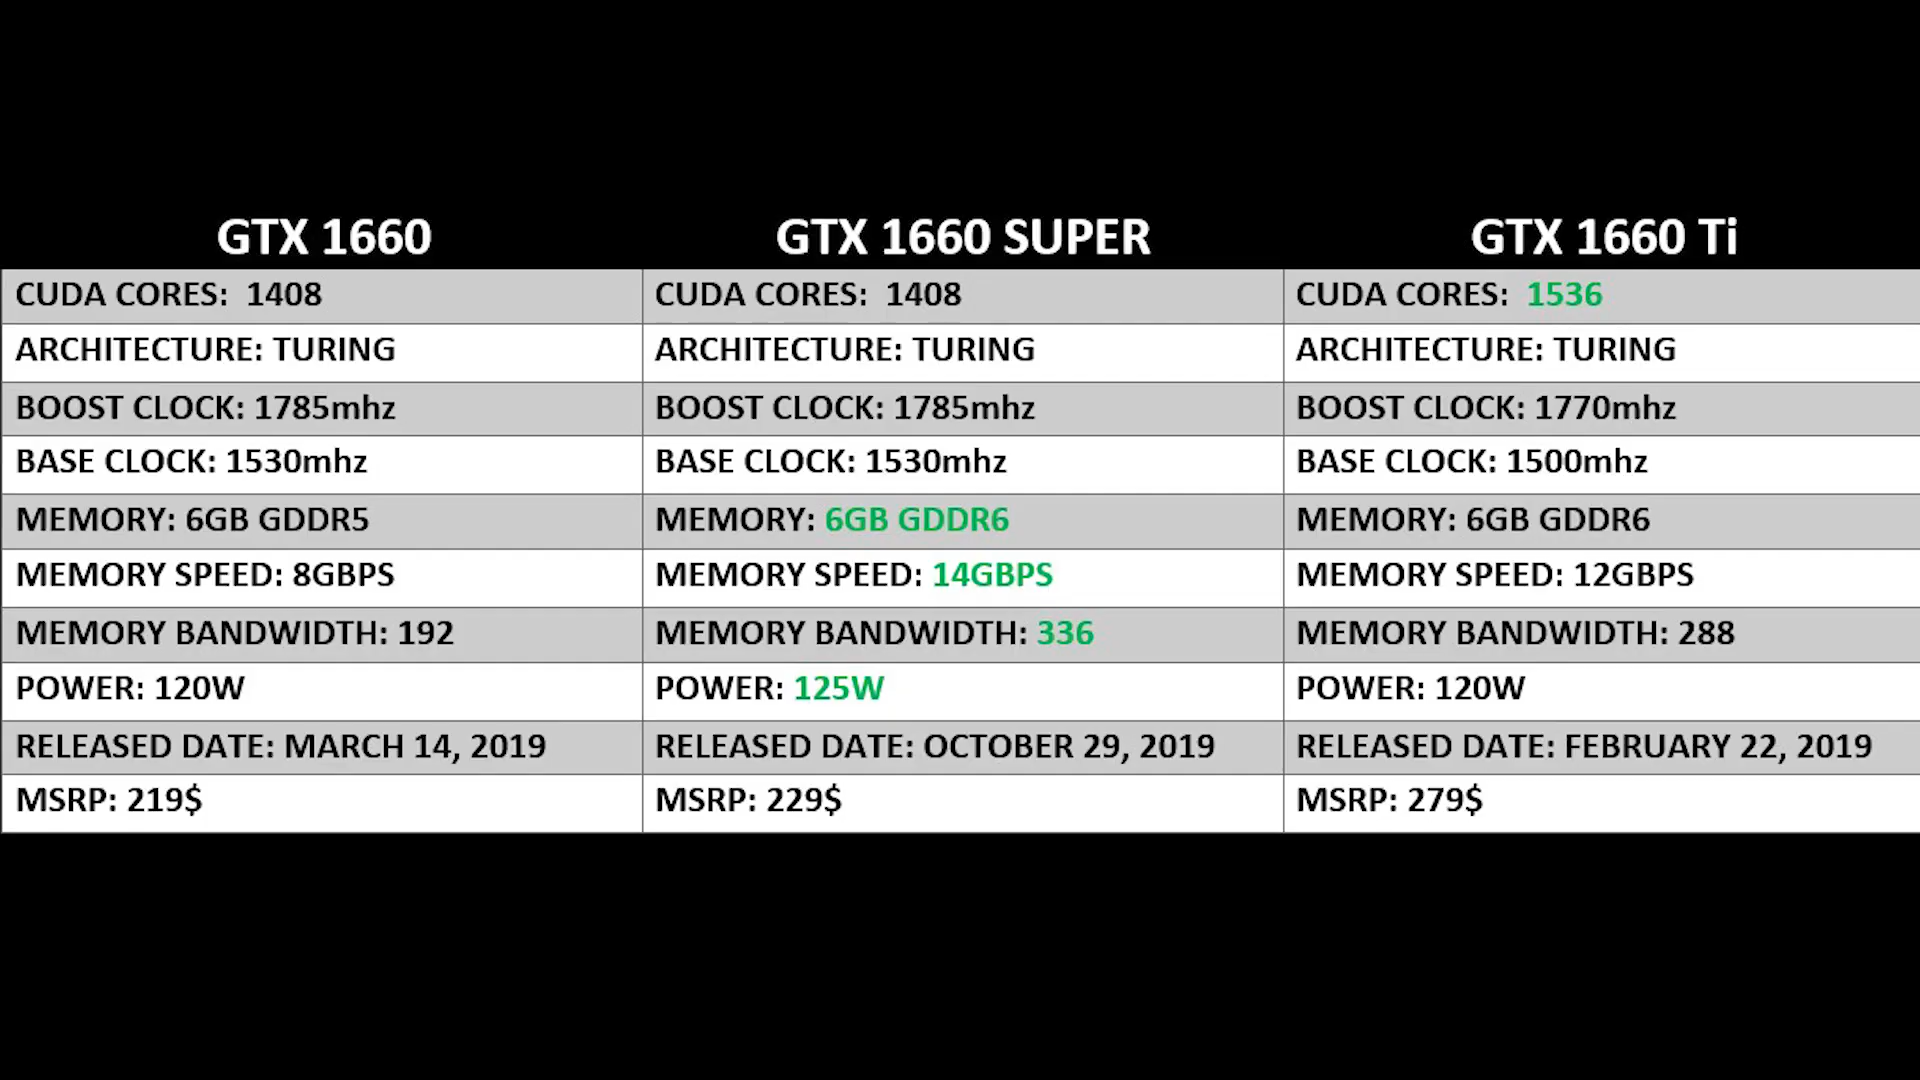 GTX 1660 GTX 1660 SUPER GTX 1660 Ti
CUDA CORES: 1408 CUDA CORES: 1408 CUDA CORES: 1536
ARCHITECTURE: TURING ARCHITECTURE: TURING ARCHITECTURE: TURING
BOOST CLOCK: 1785mhz BOOST CLOCK: 1785mhz BOOST CLOCK: 1770mhz
BASE CLOCK: 1530mhz BASE CLOCK: 1530mhz BASE CLOCK: 1500mhz
MEMORY: 6GB GDDR5 MEMORY: 6GB GDDR6 MEMORY: 6GB GDDR6
MEMORY SPEED: 8GBPS MEMORY SPEED: 14GBPS MEMORY SPEED: 12GBPS
MEMORY BANDWIDTH: 192 MEMORY BANDWIDTH: 336 MEMORY BANDWIDTH: 288
POWER: 120W POWER: 125W POWER: 120W
RELEASED DATE: MARCH 14, 2019 RELEASED DATE: OCTOBER 29, 2019 RELEASED DATE: FEBRUARY 22, 2019
MSRP: 219$ MSRP: 229$ MSRP: 279$